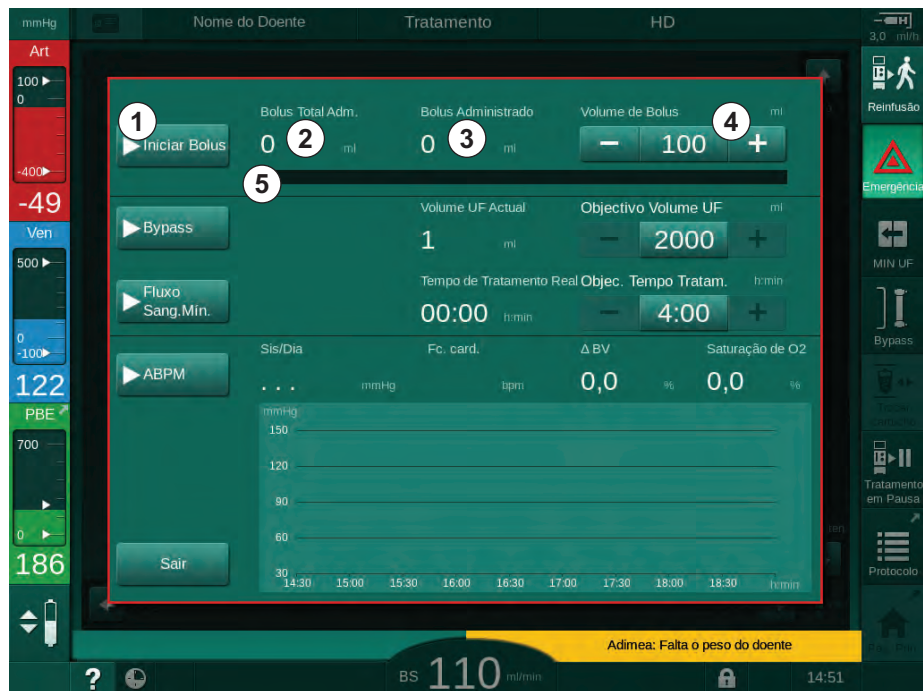 mmHg
Nome do Doente
Tratamento
HD
3,0 ml/h
Art
100
0
-400
-49
Ven
500
0
-100
122
PBE
700
0
186
1
Iniciar Bolus
Bolus Total Adm.
0 2 ml
Bolus Administrado
0 3 ml
Volume de Bolus ml
− 100 + 4
5
Bypass
Volume UF Actual
1 ml
Objectivo Volume UF ml
− 2000 +
Fluxo
Sang.Mín.
Tempo de Tratamento Real
00:00 h:min
Objec. Tempo Tratam. h:min
− 4:00 +
ABPM
Sis/Dia
. . . mmHg
Fc. card.
bpm
Δ BV
0,0 %
Saturação de O2
0,0 %
mmHg
150
120
90
60
30
14:30 15:00 15:30 16:00 16:30 17:00 17:30 18:00 18:30 h:min
Sair
Reinfusão
Emergência
MIN UF
Bypass
Tratamento
em Pausa
Protocolo
Adimea: Falta o peso do doente
?
BS 110 ml/min
14:51